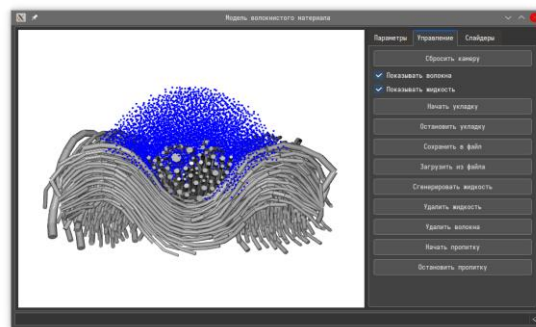 Модель волокнистого материала
Параметры Управление Слайдеры
Сбросить камеру
Показывать волокна
Показывать жидкость
Начать укладку
Остановить укладку
Сохранить в файл
Загрузить из файла
Сгенерировать жидкость
Удалить жидкость
Удалить волокна
Начать пропитку
Остановить пропитку